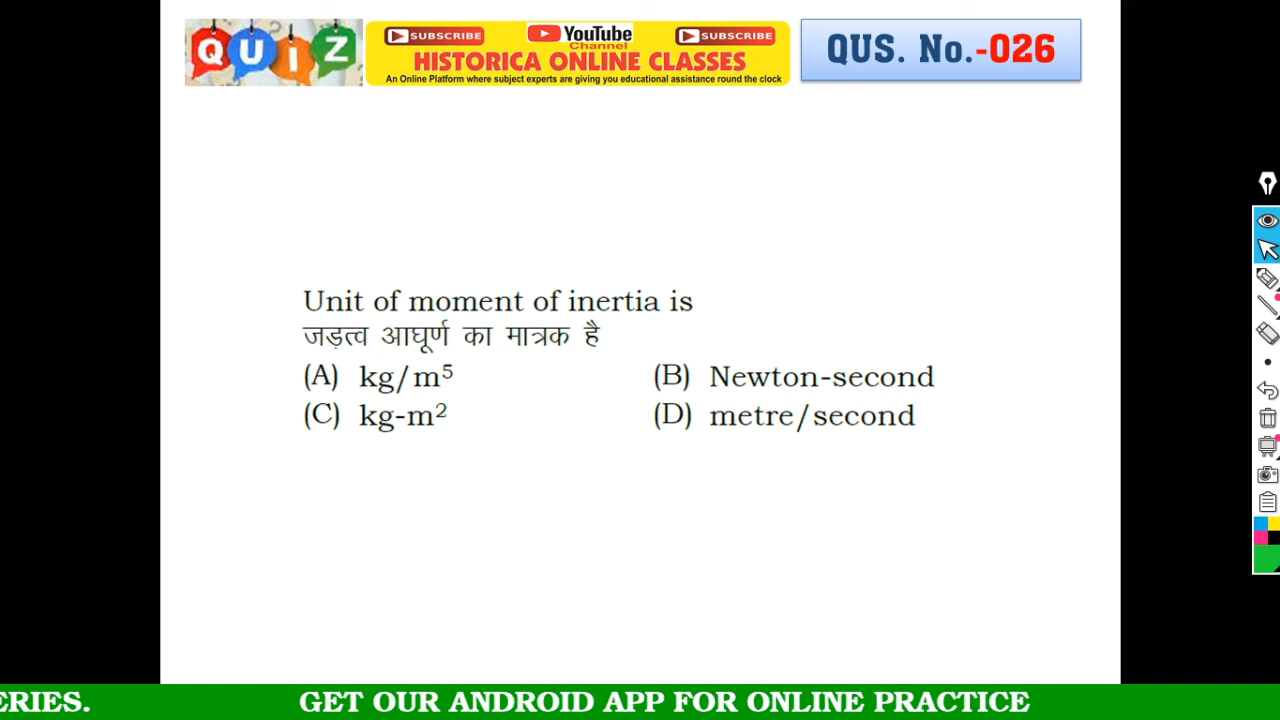 QUIZ
SUBSCRIBE YouTube SUBSCRIBE
Channel
HISTORICA ONLINE CLASSES
An Online Platform where subject experts are giving you educational assistance round the clock
QUS. No.-026
Unit of moment of inertia is
जड़त्व आघूर्ण का मात्रक है
(A) kg/m⁵ (B) Newton-second
(C) kg-m² (D) metre/second
ERIES. GET OUR ANDROID APP FOR ONLINE PRACTICE